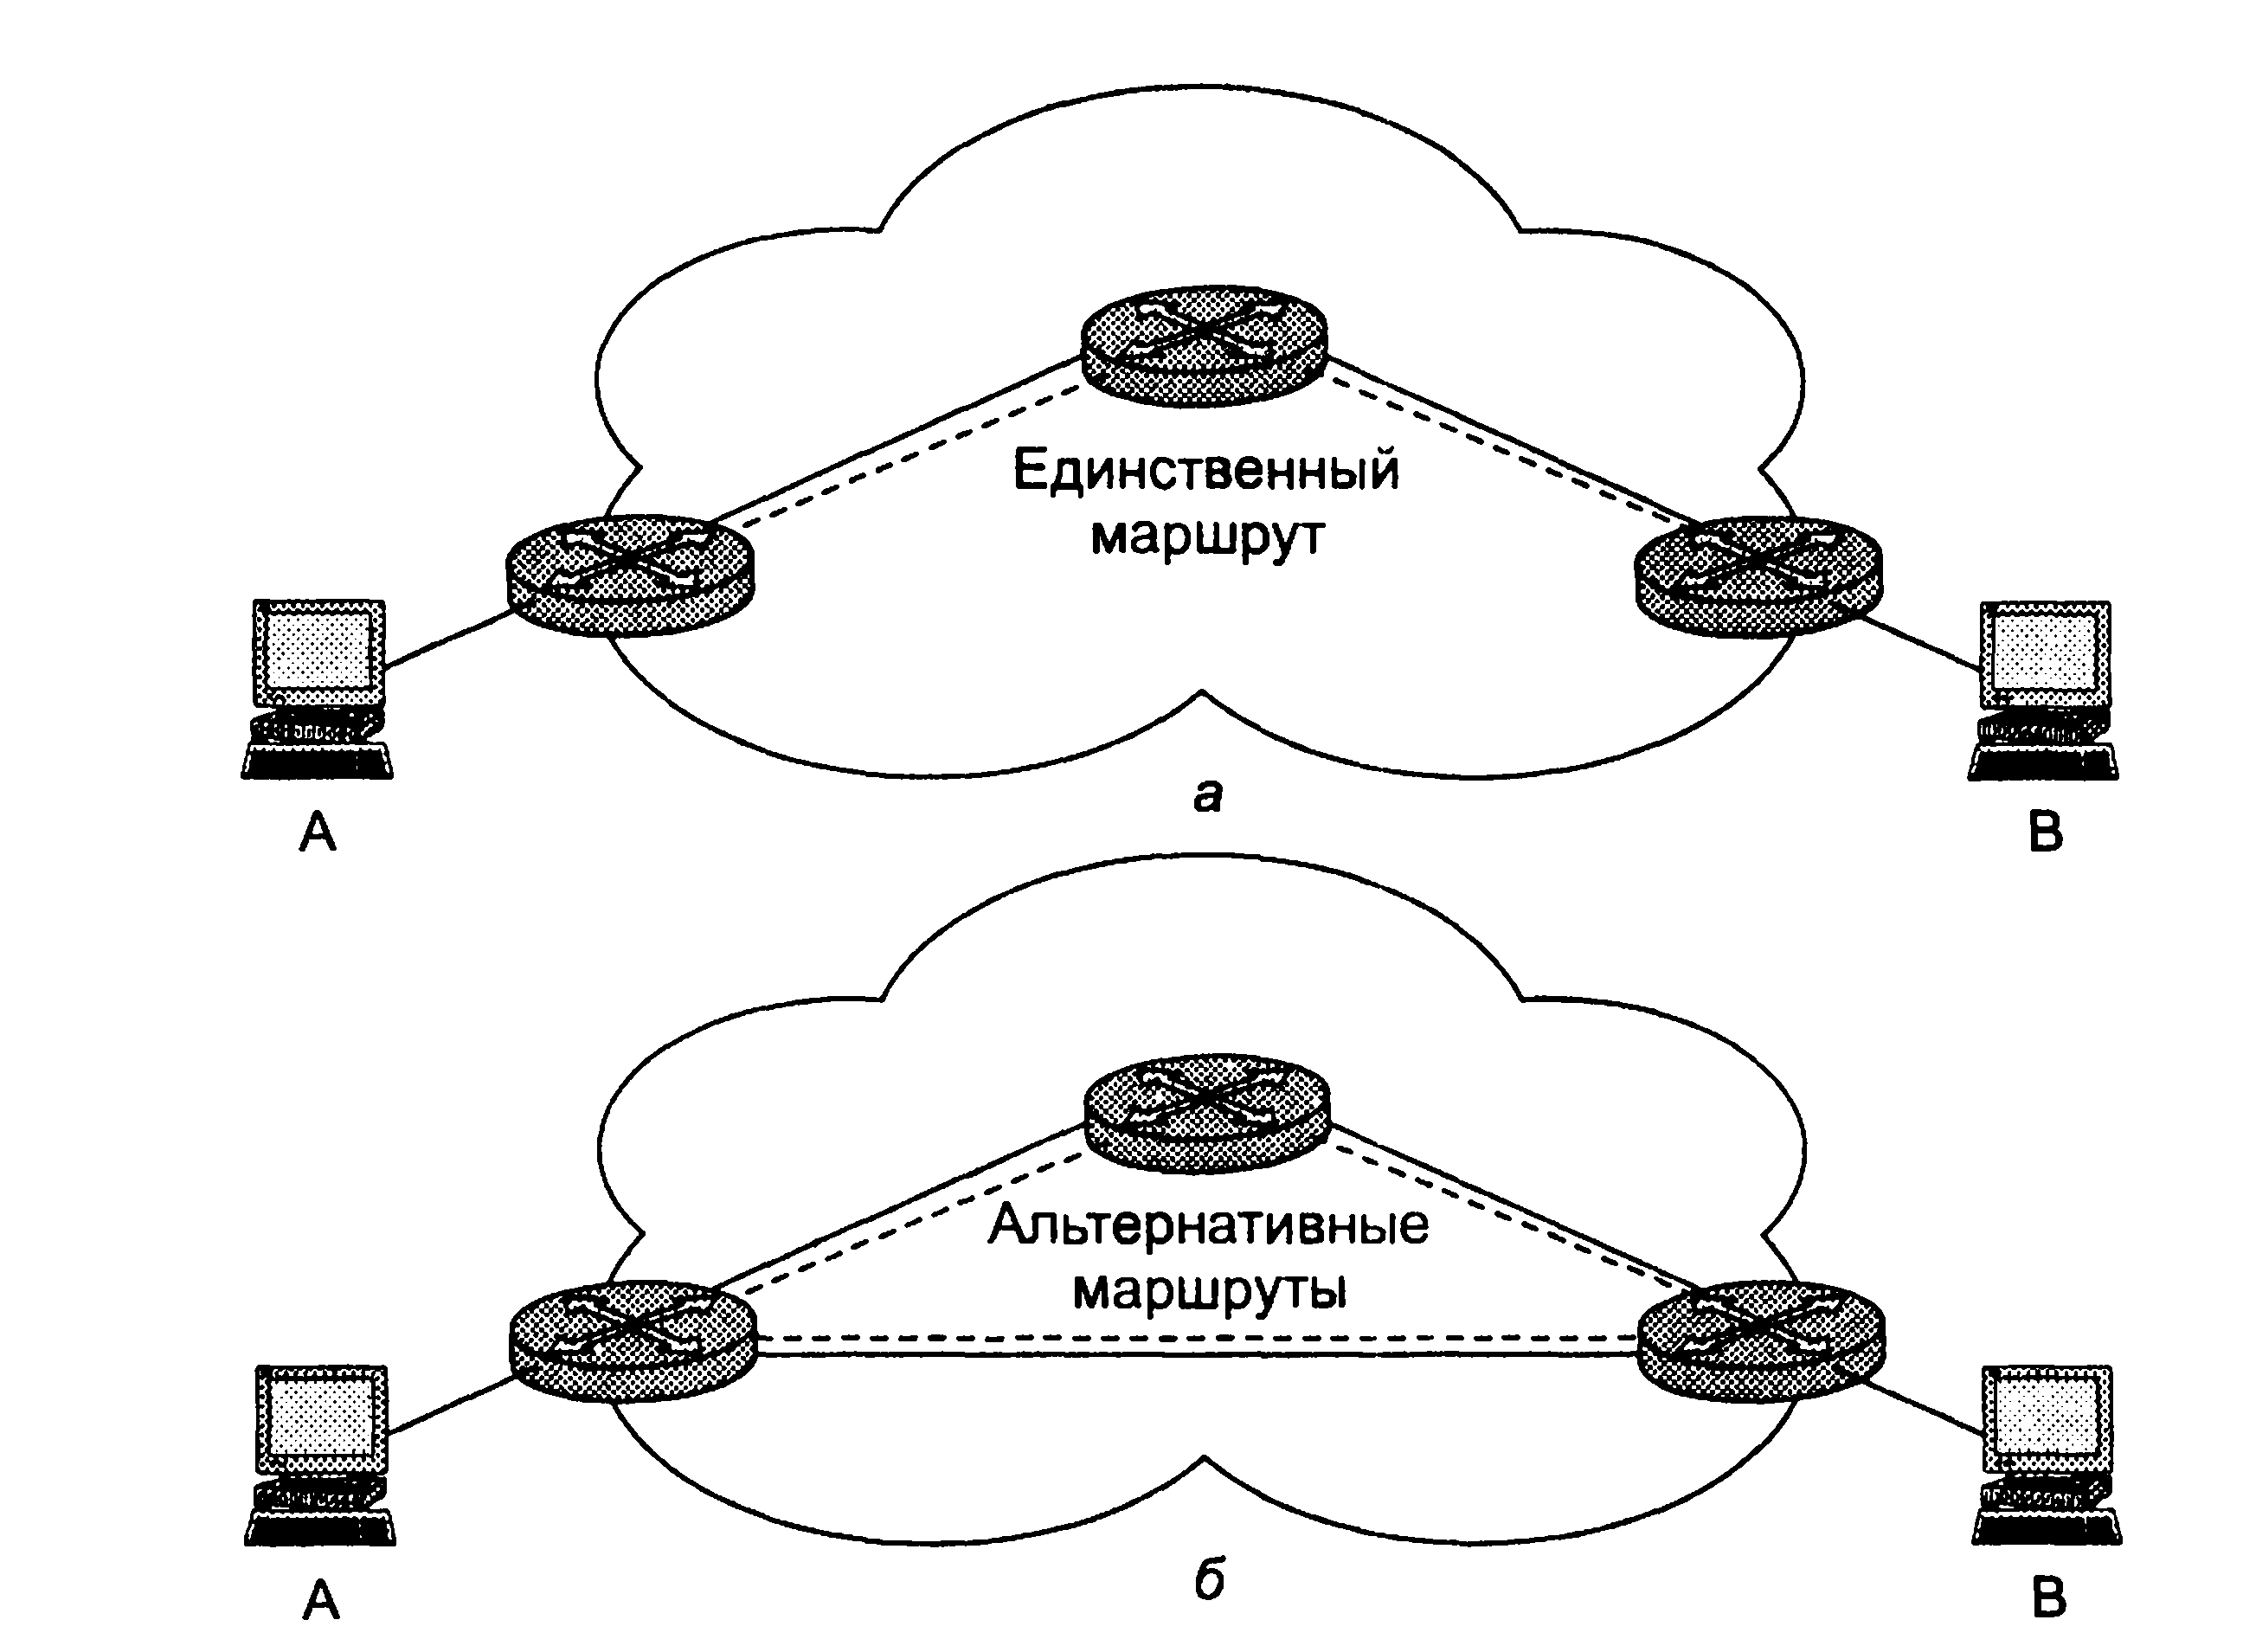 Единственный
маршрут
а
А
В
Альтернативные
маршруты
б
А
В